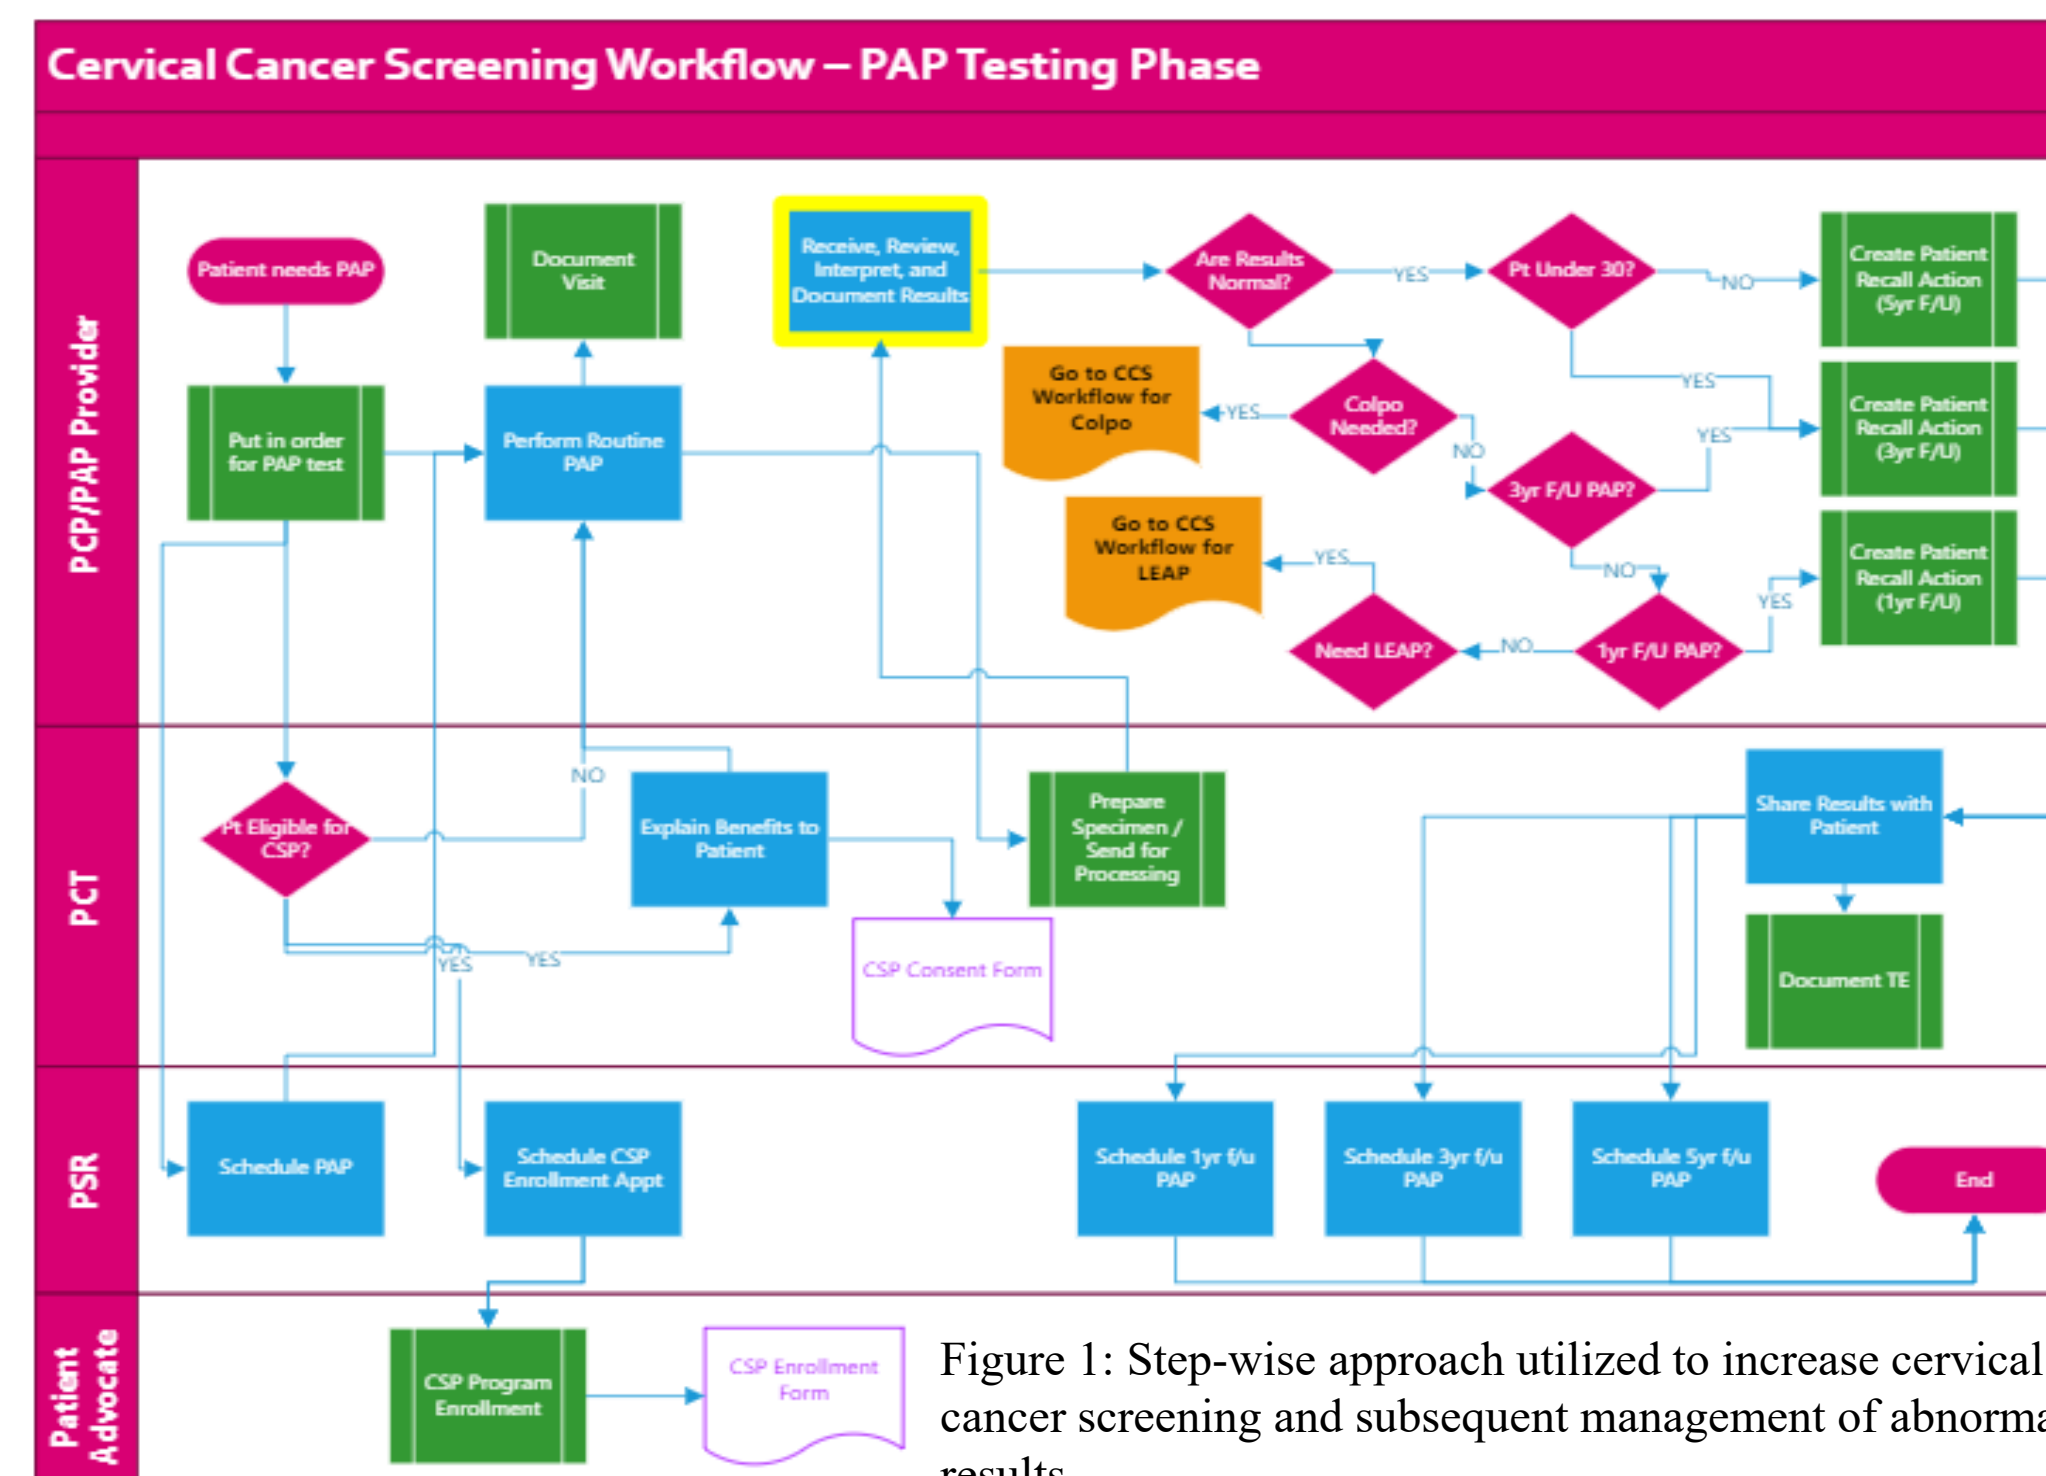 Cervical Cancer Screening Workflow – PAP Testing Phase
PCP/PAP Provider
Patient needs PAP
Document
Visit
Receive, Review,
Interpret, and
Document Results
Are Results
Normal?
YES
Pt Under 30?
NO
Create Patient
Recall Action
(5yr F/U)
Go to CCS
Workflow for
Colpo
YES
Colpo
Needed?
NO
YES
YES
Create Patient
Recall Action
(3yr F/U)
Put in order
for PAP test
Perform Routine
PAP
3yr F/U PAP?
Go to CCS
Workflow for
LEAP
YES
NO
YES
Create Patient
Recall Action
(1yr F/U)
Need LEAP?
NO
1yr F/U PAP?
PCT
Pt Eligible for
CSP?
NO
Explain Benefits to
Patient
Prepare
Specimen /
Send for
Processing
Share Results with
Patient
YES
YES
CSP Consent Form
Document TE
PSR
Schedule PAP
Schedule CSP
Enrollment Appt
Schedule 1yr f/u
PAP
Schedule 3yr f/u
PAP
Schedule 5yr f/u
PAP
End
Patient
Advocate
CSP Program
Enrollment
CSP Enrollment
Form
Figure 1: Step-wise approach utilized to increase cervical
cancer screening and subsequent management of abnorma
results